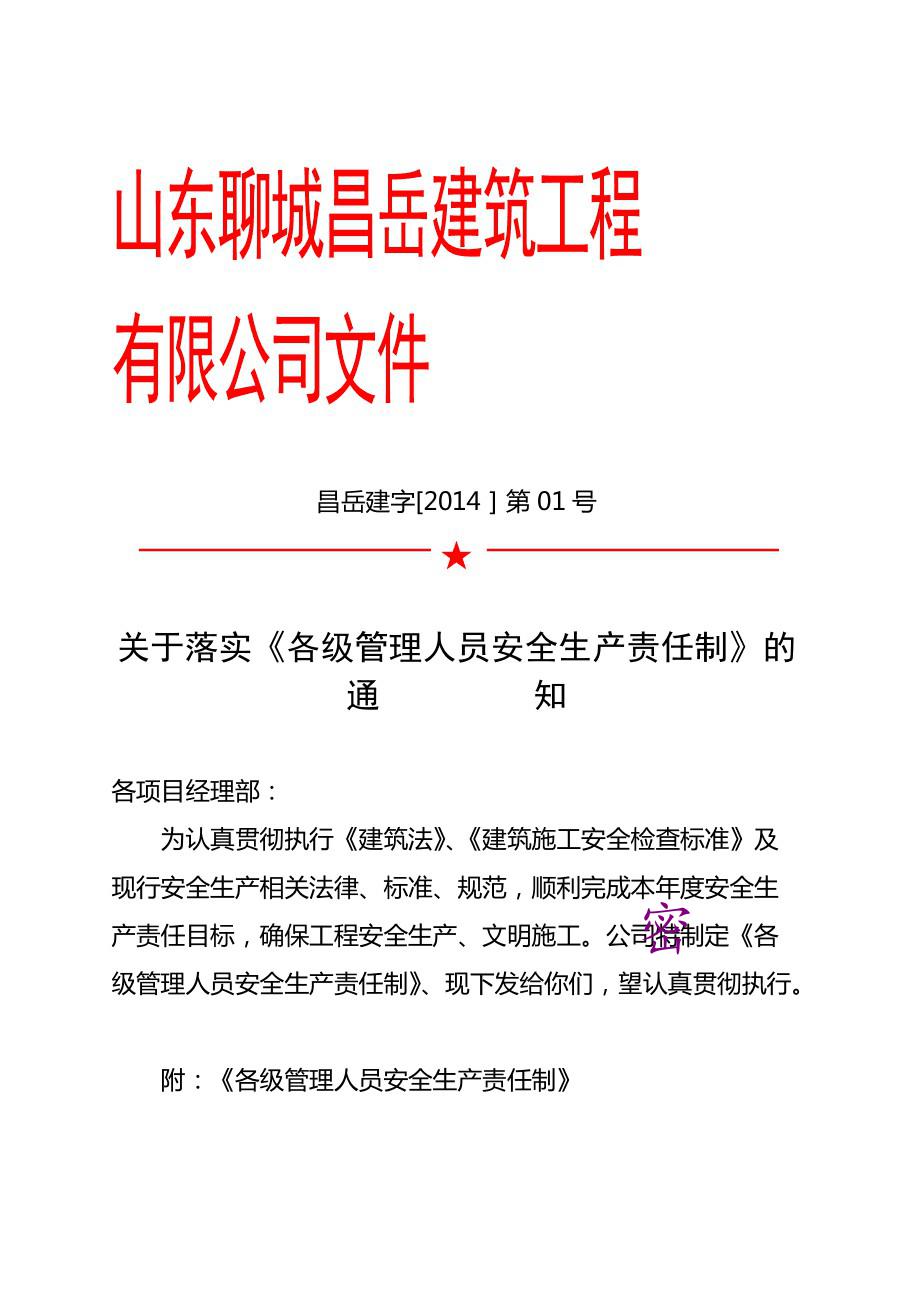 山东聊城昌岳建筑工程
有限公司文件
昌岳建字[2014］第01号
关于落实《各级管理人员安全生产责任制》的
通 知
各项目经理部：
为认真贯彻执行《建筑法》、《建筑施工安全检查标准》及
现行安全生产相关法律、标准、规范，顺利完成本年度安全生
产责任目标，确保工程安全生产、文明施工。公司特制定《各
密
级管理人员安全生产责任制》、现下发给你们，望认真贯彻执行。
附：《各级管理人员安全生产责任制》